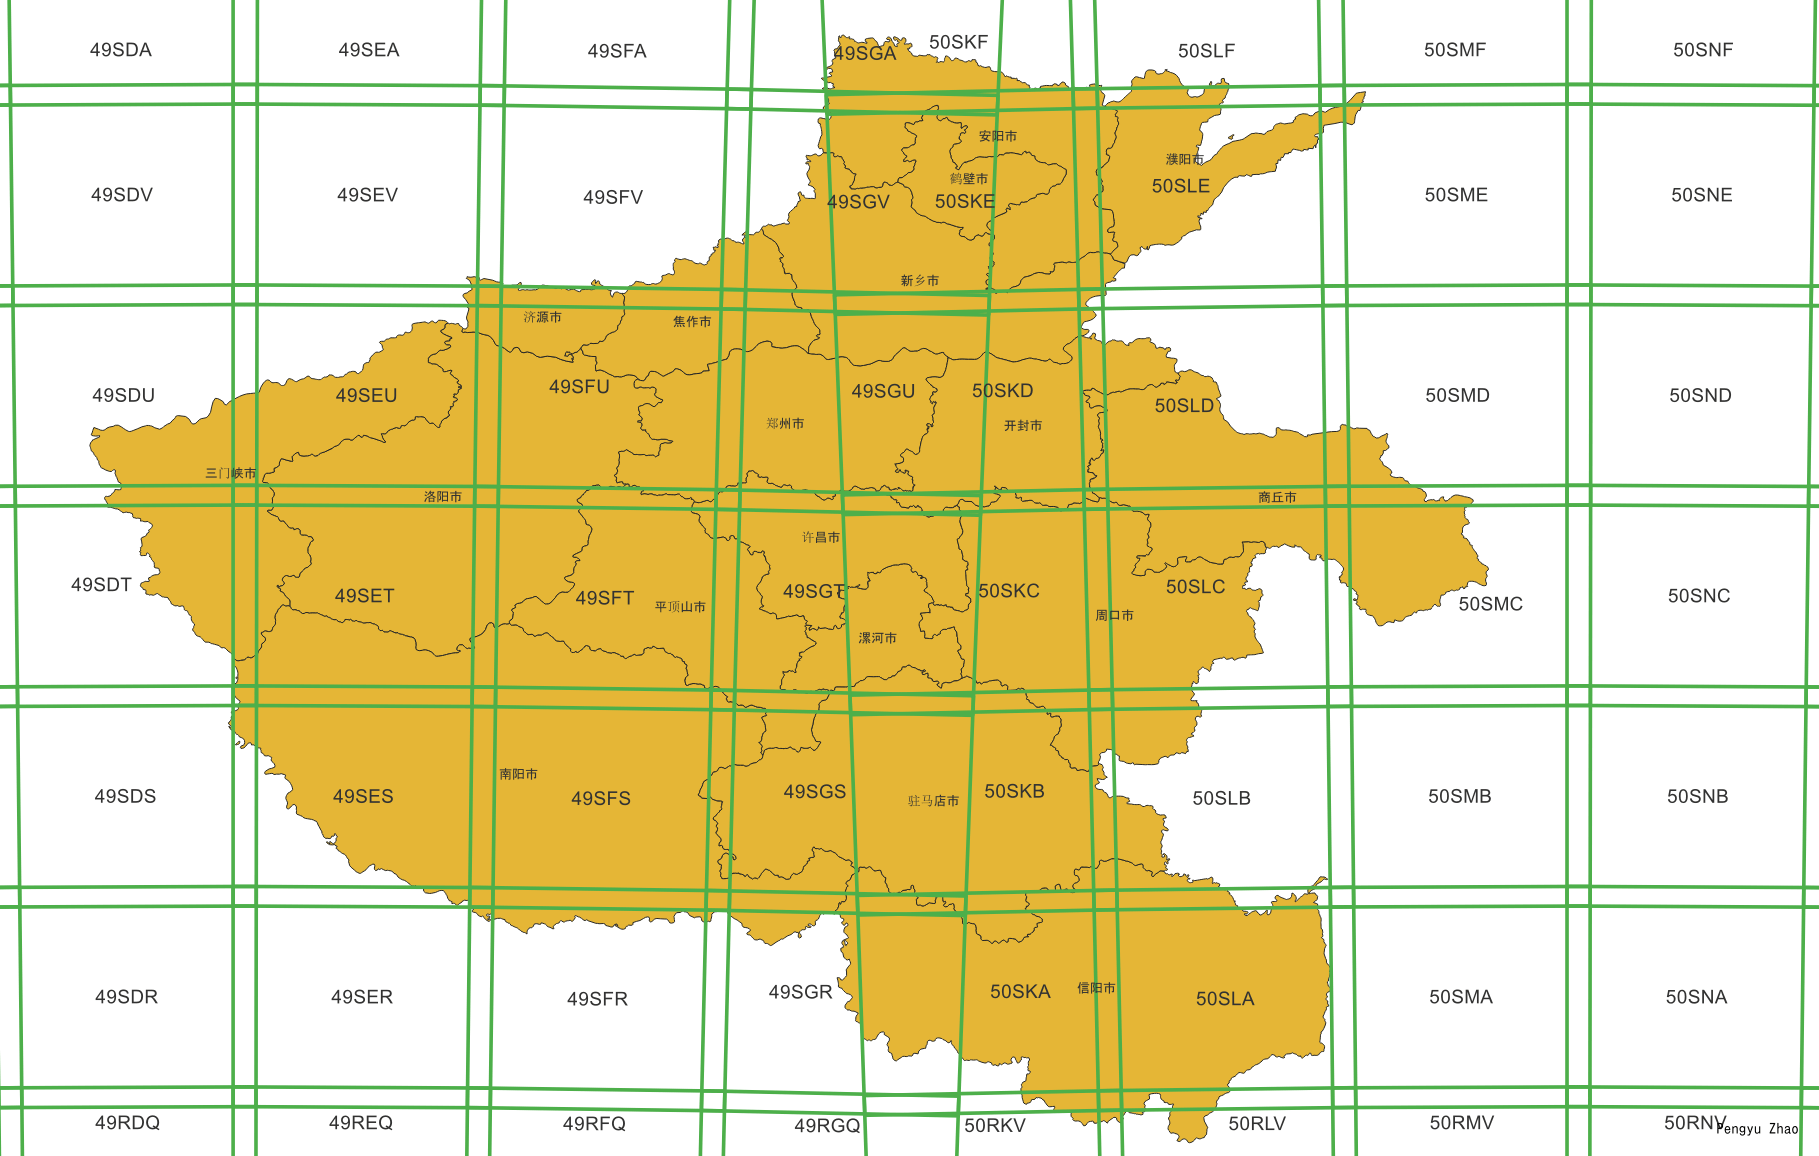 49SDA 49SEA 49SFA 49SGA 50SKF 50SLF 50SMF 50SNF
安阳市
濮阳市
鹤壁市
49SDV 49SEV 49SFV 49SGV 50SKE 50SLE 50SME 50SNE
新乡市
济源市 焦作市
49SDU 49SEU 49SFU 49SGU 50SKD 50SLD 50SMD 50SND
郑州市 开封市
三门峡市
洛阳市 商丘市
许昌市
49SDT 49SET 49SFT 49SGT 50SKC 50SLC 50SMC 50SNC
平顶山市 周口市
漯河市
南阳市
49SDS 49SES 49SFS 49SGS 50SKB 50SLB 50SMB 50SNB
驻马店市
信阳市
49SDR 49SER 49SFR 49SGR 50SKA 50SLA 50SMA 50SNA
49RDQ 49REQ 49RFQ 49RGQ 50RKV 50RLV 50RMV 50RNV
Pengyu Zhao